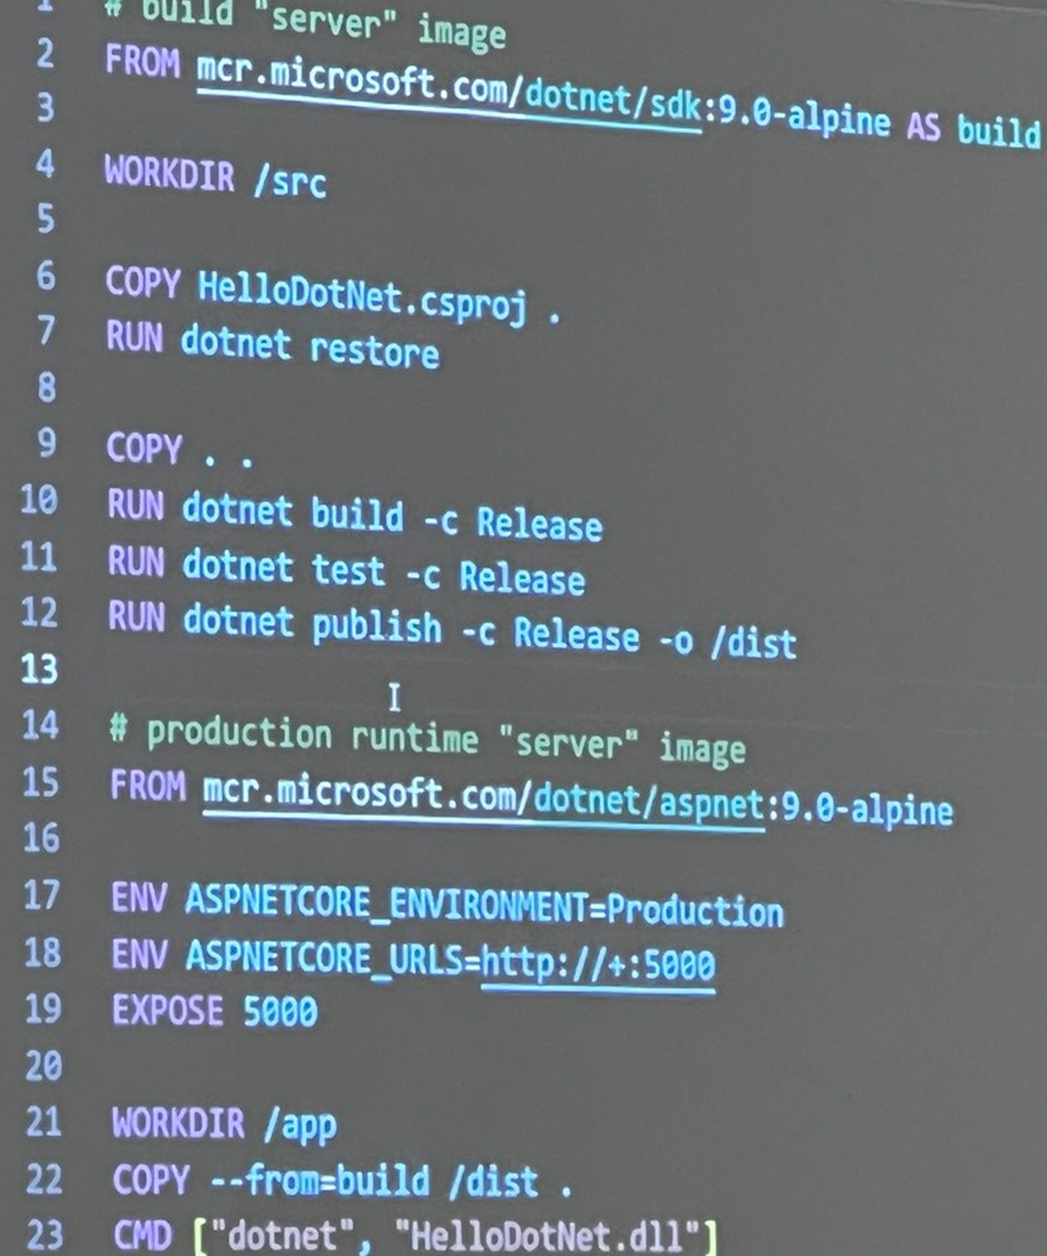 1 # build "server" image
2 FROM mcr.microsoft.com/dotnet/sdk:9.0-alpine AS build
3
4 WORKDIR /src
5
6 COPY HelloDotNet.csproj .
7 RUN dotnet restore
8
9 COPY . .
10 RUN dotnet build -c Release
11 RUN dotnet test -c Release
12 RUN dotnet publish -c Release -o /dist
13
14 # production runtime "server" image
15 FROM mcr.microsoft.com/dotnet/aspnet:9.0-alpine
16
17 ENV ASPNETCORE_ENVIRONMENT=Production
18 ENV ASPNETCORE_URLS=http://+:5000
19 EXPOSE 5000
20
21 WORKDIR /app
22 COPY --from=build /dist .
23 CMD ["dotnet", "HelloDotNet.dll"]